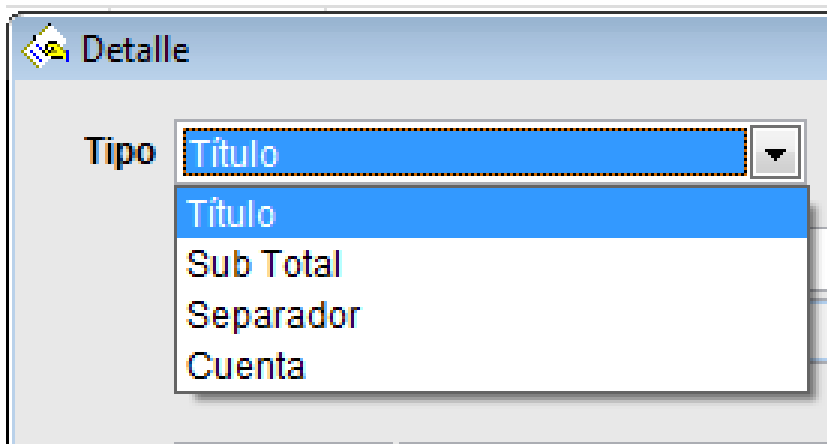 Detalle
Tipo Título
Título
Sub Total
Separador
Cuenta